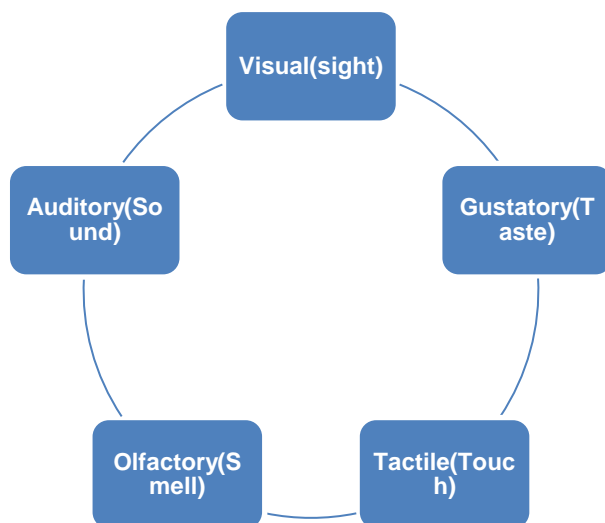 Visual(sight)
Auditory(So
und)
Gustatory(T
aste)
Olfactory(S
mell)
Tactile(Touc
h)